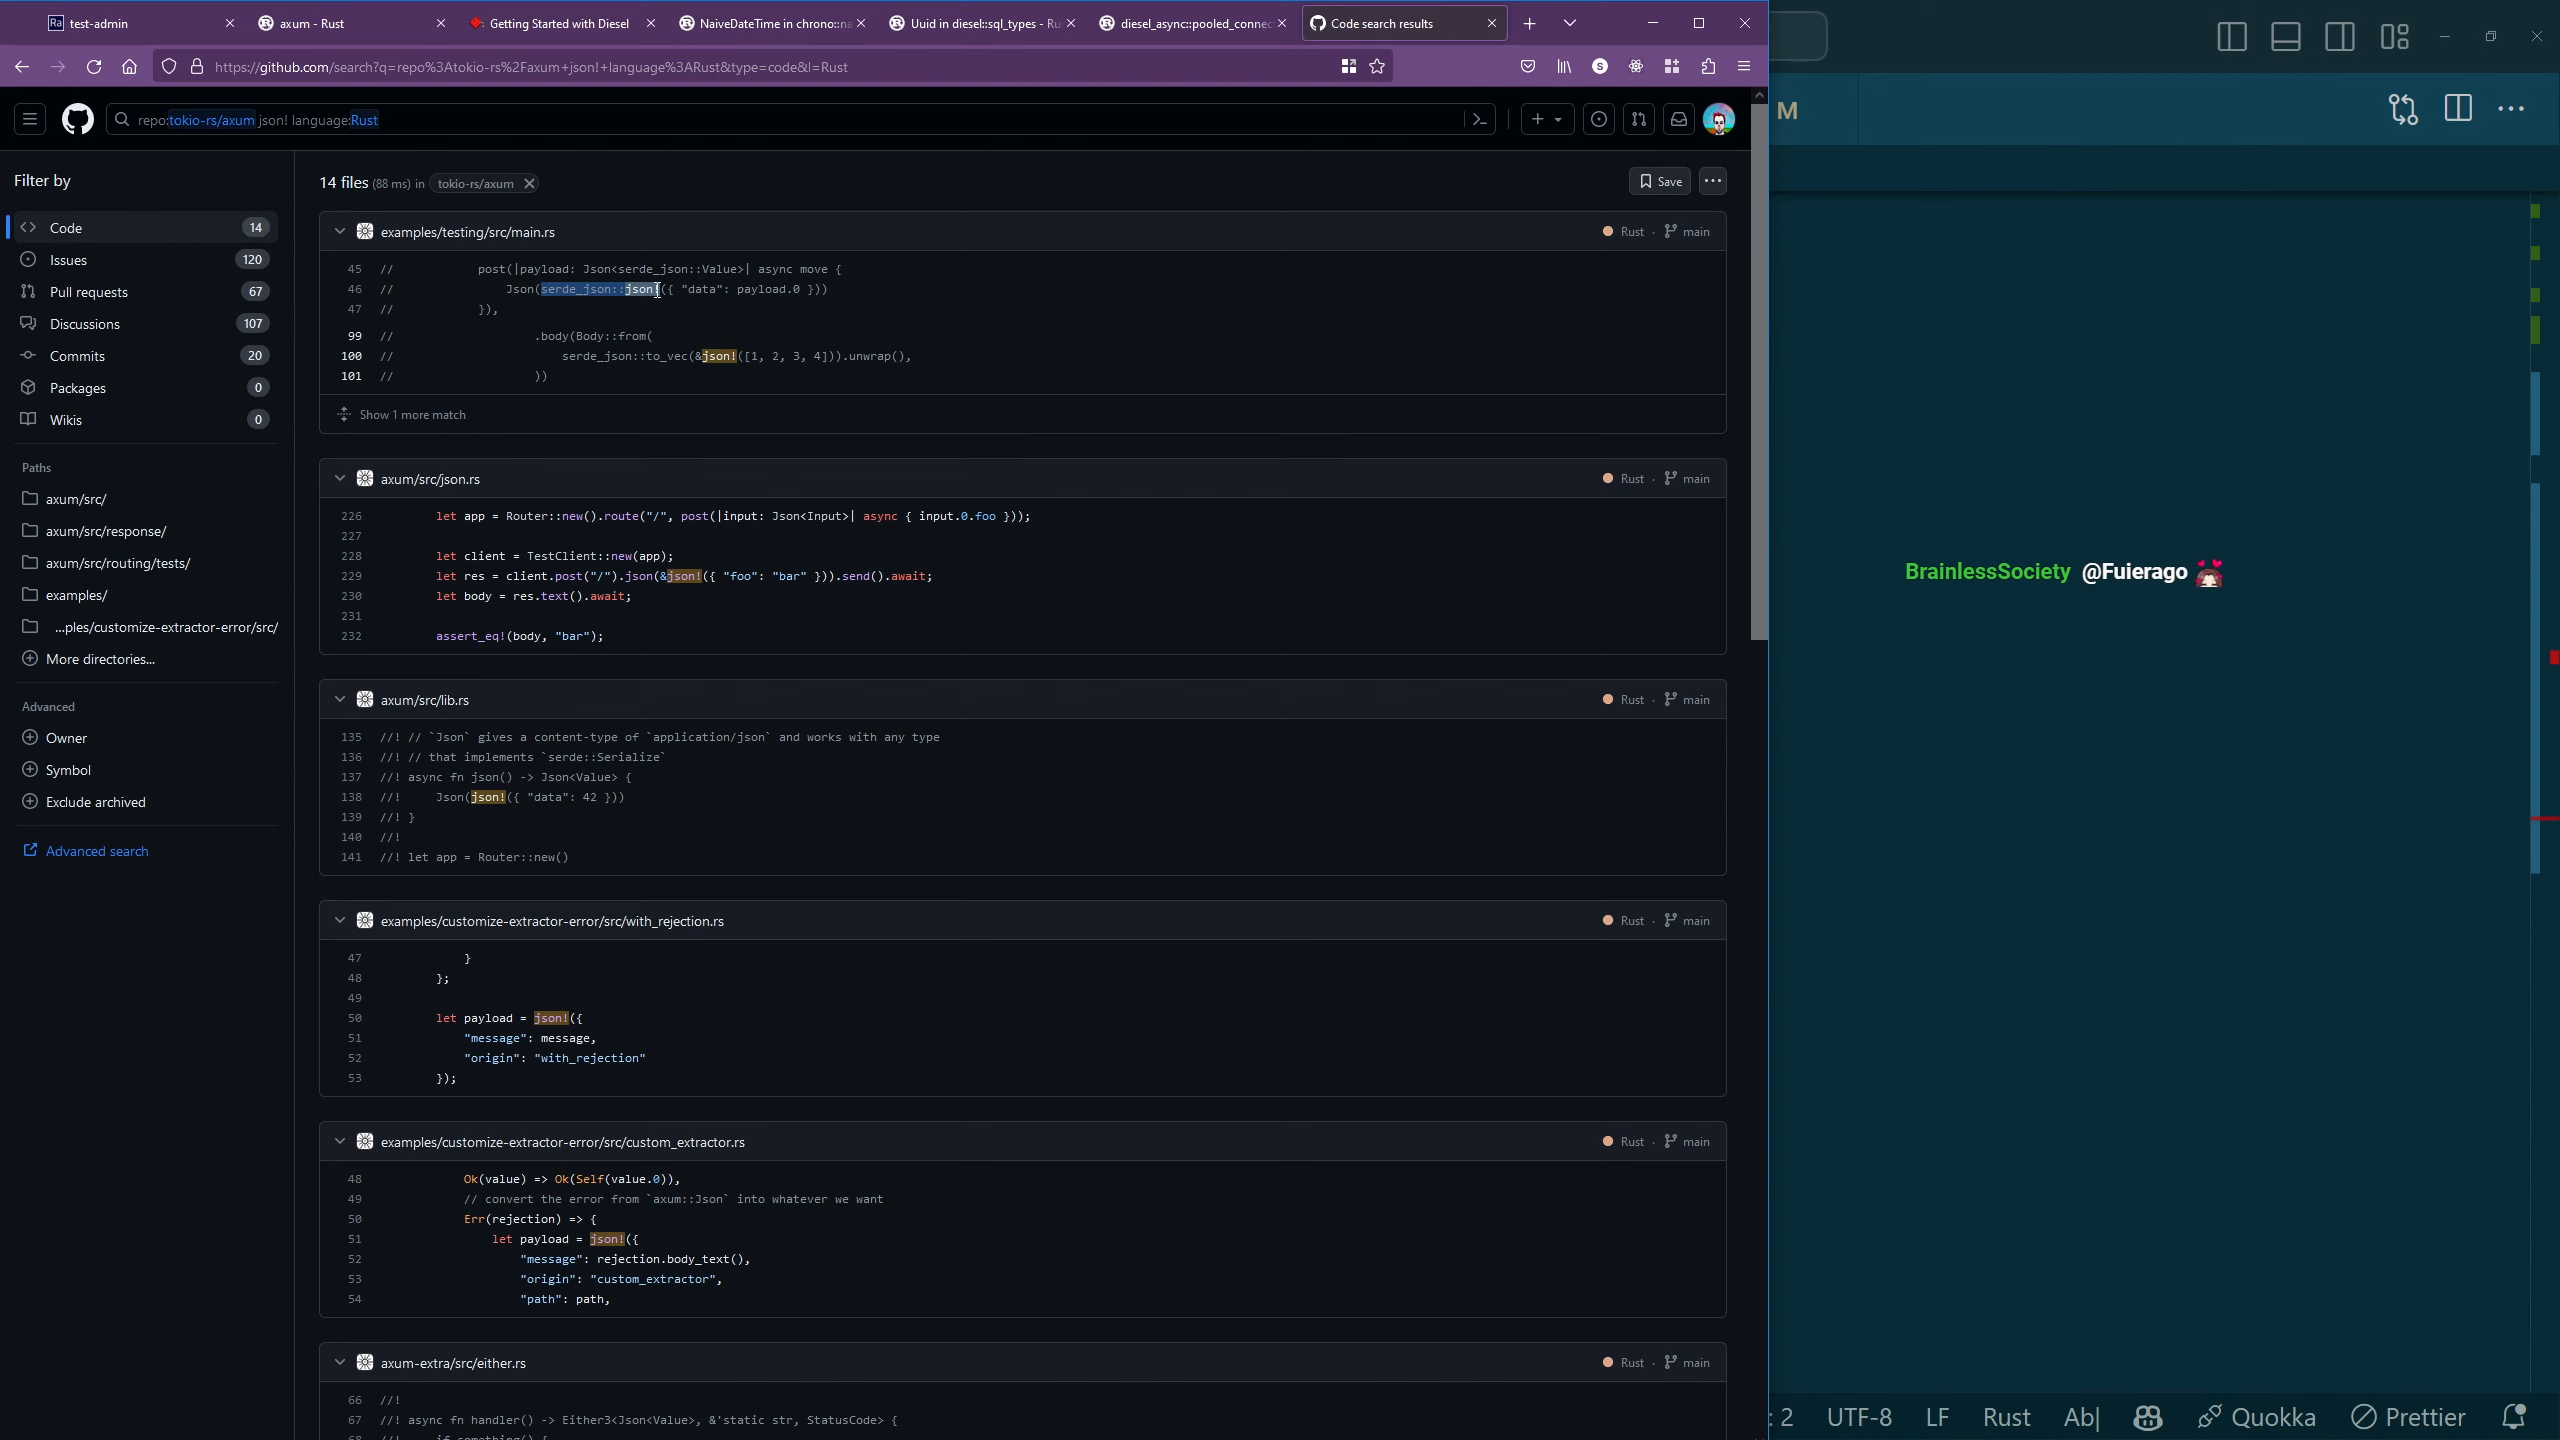 test-admin
axum - Rust
Getting Started with Diesel
NaiveDateTime in chrono::na
Uuid in diesel::sql_types - Ru
diesel_async::pooled_connec
Code search results
https://github.com/search?q=repo%3Atokio-rs%2Faxum+json!+language%3ARust&type=code&l=Rust
repo:tokio-rs/axum json! language:Rust
M
Filter by
Code 14
Issues 120
Pull requests 67
Discussions 107
Commits 20
Packages 0
Wikis 0
Paths
axum/src/
axum/src/response/
axum/src/routing/tests/
examples/
...ples/customize-extractor-error/src/
More directories...
Advanced
Owner
Symbol
Exclude archived
Advanced search
14 files (88 ms) in tokio-rs/axum
Save
examples/testing/src/main.rs Rust · main
45 // post(|payload: Json<serde_json::Value>| async move {
46 // Json(serde_json::json!({ "data": payload.0 }))
47 // }),
99 // .body(Body::from(
100 // serde_json::to_vec(&json!([1, 2, 3, 4])).unwrap(),
101 // ))
Show 1 more match
axum/src/json.rs Rust · main
226 let app = Router::new().route("/", post(|input: Json<Input>| async { input.0.foo }));
227
228 let client = TestClient::new(app);
229 let res = client.post("/").json(&json!({ "foo": "bar" })).send().await;
230 let body = res.text().await;
231
232 assert_eq!(body, "bar");
axum/src/lib.rs Rust · main
135 //! // `Json` gives a content-type of `application/json` and works with any type
136 //! // that implements `serde::Serialize`
137 //! async fn json() -> Json<Value> {
138 //! Json(json!({ "data": 42 }))
139 //! }
140 //!
141 //! let app = Router::new()
examples/customize-extractor-error/src/with_rejection.rs Rust · main
47 }
48 };
49
50 let payload = json!({
51 "message": message,
52 "origin": "with_rejection"
53 });
examples/customize-extractor-error/src/custom_extractor.rs Rust · main
48 Ok(value) => Ok(Self(value.0)),
49 // convert the error from `axum::Json` into whatever we want
50 Err(rejection) => {
51 let payload = json!({
52 "message": rejection.body_text(),
53 "origin": "custom_extractor",
54 "path": path,
axum-extra/src/either.rs Rust · main
66 //!
67 //! async fn handler() -> Either3<Json<Value>, &'static str, StatusCode> {
68 //! if something() {
BrainlessSociety @Fuierago
: 2 UTF-8 LF Rust Ab| Quokka Prettier